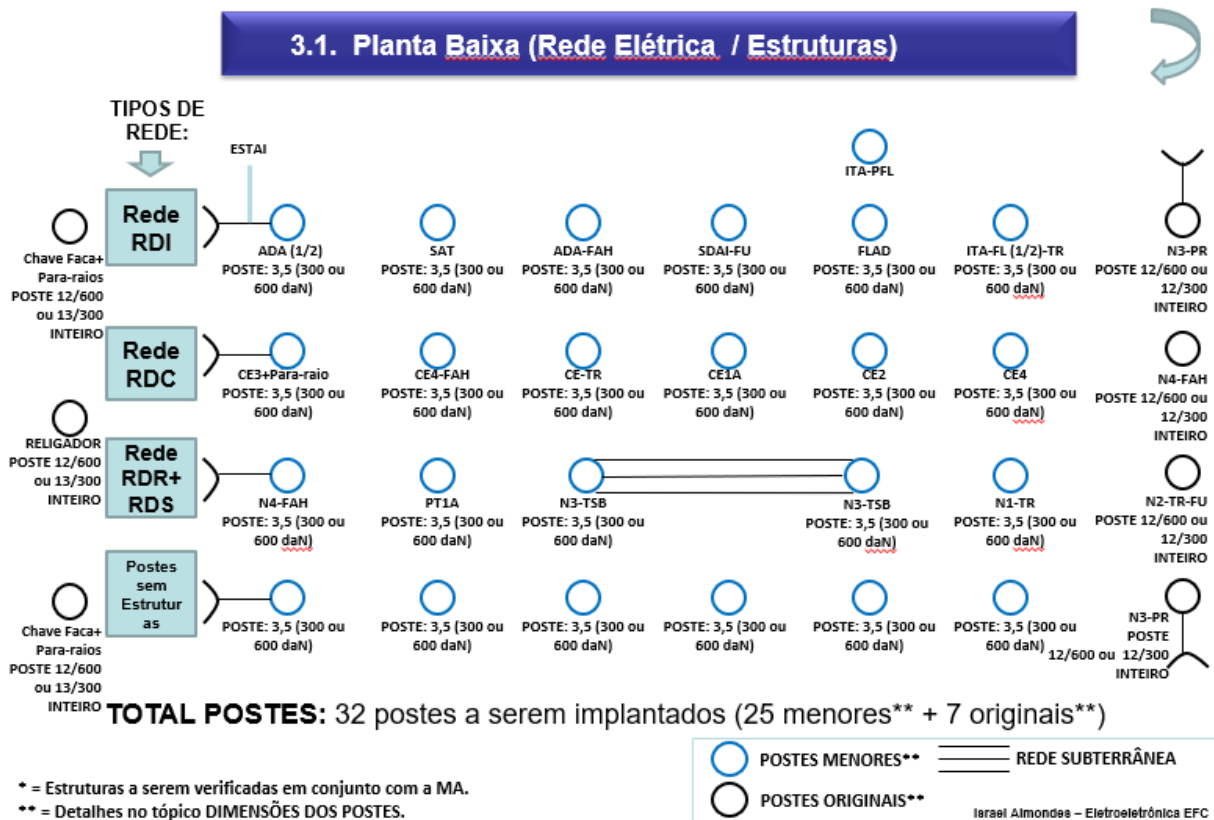 3.1. Planta Baixa (Rede Elétrica / Estruturas)
TIPOS DE
REDE:
ESTAI
ITA-PFL
Chave Faca+
Para-raios
POSTE 12/600
ou 13/300
INTEIRO
Rede
RDI
ADA (1/2)
POSTE: 3,5 (300 ou
600 daN)
SAT
POSTE: 3,5 (300 ou
600 daN)
ADA-FAH
POSTE: 3,5 (300 ou
600 daN)
SDAI-FU
POSTE: 3,5 (300 ou
600 daN)
FLAD
POSTE: 3,5 (300 ou
600 daN)
ITA-FL (1/2)-TR
POSTE: 3,5 (300 ou
600 daN)
N3-PR
POSTE 12/600 ou
12/300
INTEIRO
Rede
RDC
CE3+Para-raio
POSTE: 3,5 (300 ou
600 daN)
CE4-FAH
POSTE: 3,5 (300 ou
600 daN)
CE-TR
POSTE: 3,5 (300 ou
600 daN)
CE1A
POSTE: 3,5 (300 ou
600 daN)
CE2
POSTE: 3,5 (300 ou
600 daN)
CE4
POSTE: 3,5 (300 ou
600 daN)
N4-FAH
POSTE 12/600 ou
12/300
INTEIRO
RELIGADOR
POSTE 12/600
ou 13/300
INTEIRO
Rede
RDR+
RDS
N4-FAH
POSTE: 3,5 (300 ou
600 daN)
PT1A
POSTE: 3,5 (300 ou
600 daN)
N3-TSB
POSTE: 3,5 (300 ou
600 daN)
N3-TSB
POSTE: 3,5 (300 ou
600 daN)
N1-TR
POSTE: 3,5 (300 ou
600 daN)
N2-TR-FU
POSTE 12/600 ou
12/300
INTEIRO
Chave Faca+
Para-raios
POSTE 12/600
ou 13/300
INTEIRO
Postes
sem
Estrutur
as
POSTE: 3,5 (300 ou
600 daN)
POSTE: 3,5 (300 ou
600 daN)
POSTE: 3,5 (300 ou
600 daN)
POSTE: 3,5 (300 ou
600 daN)
POSTE: 3,5 (300 ou
600 daN)
POSTE: 3,5 (300 ou
600 daN)
N3-PR
POSTE
12/600 ou 12/300
INTEIRO
TOTAL POSTES: 32 postes a serem implantados (25 menores** + 7 originais**)
POSTES MENORES**
REDE SUBTERRÂNEA
POSTES ORIGINAIS**
* = Estruturas a serem verificadas em conjunto com a MA.
** = Detalhes no tópico DIMENSÕES DOS POSTES.
Israel Almondes – Eletroeletrônica EFC